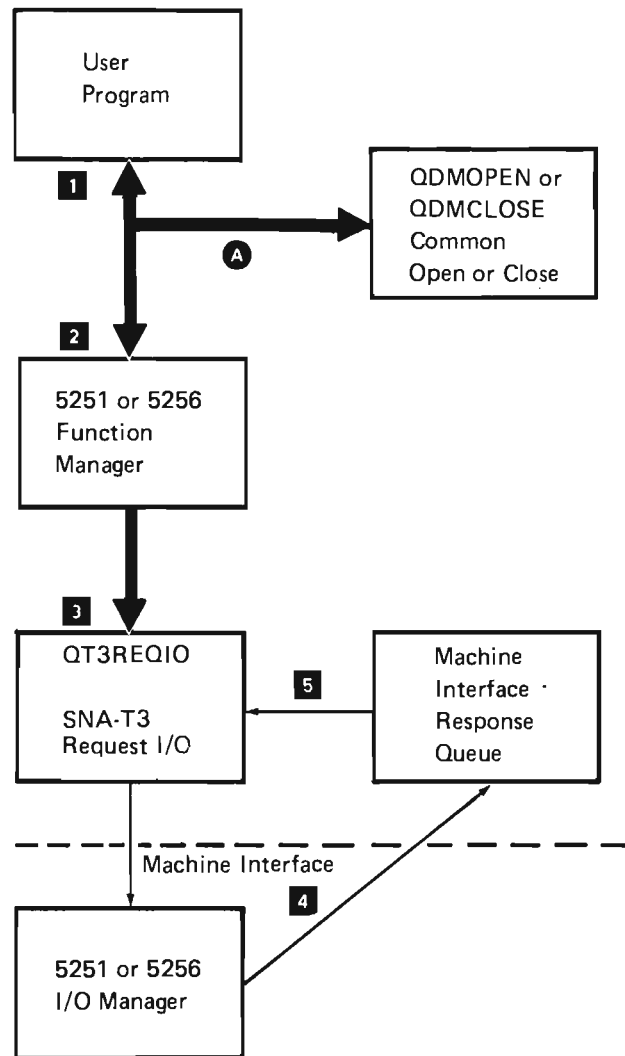 User
Program
1
QDMOPEN or
QDMCLOSE
Common
Open or Close
A
2
5251 or 5256
Function
Manager
3
QT3REQIO
SNA-T3
Request I/O
5
Machine
Interface
Response
Queue
Machine Interface
4
5251 or 5256
I/O Manager